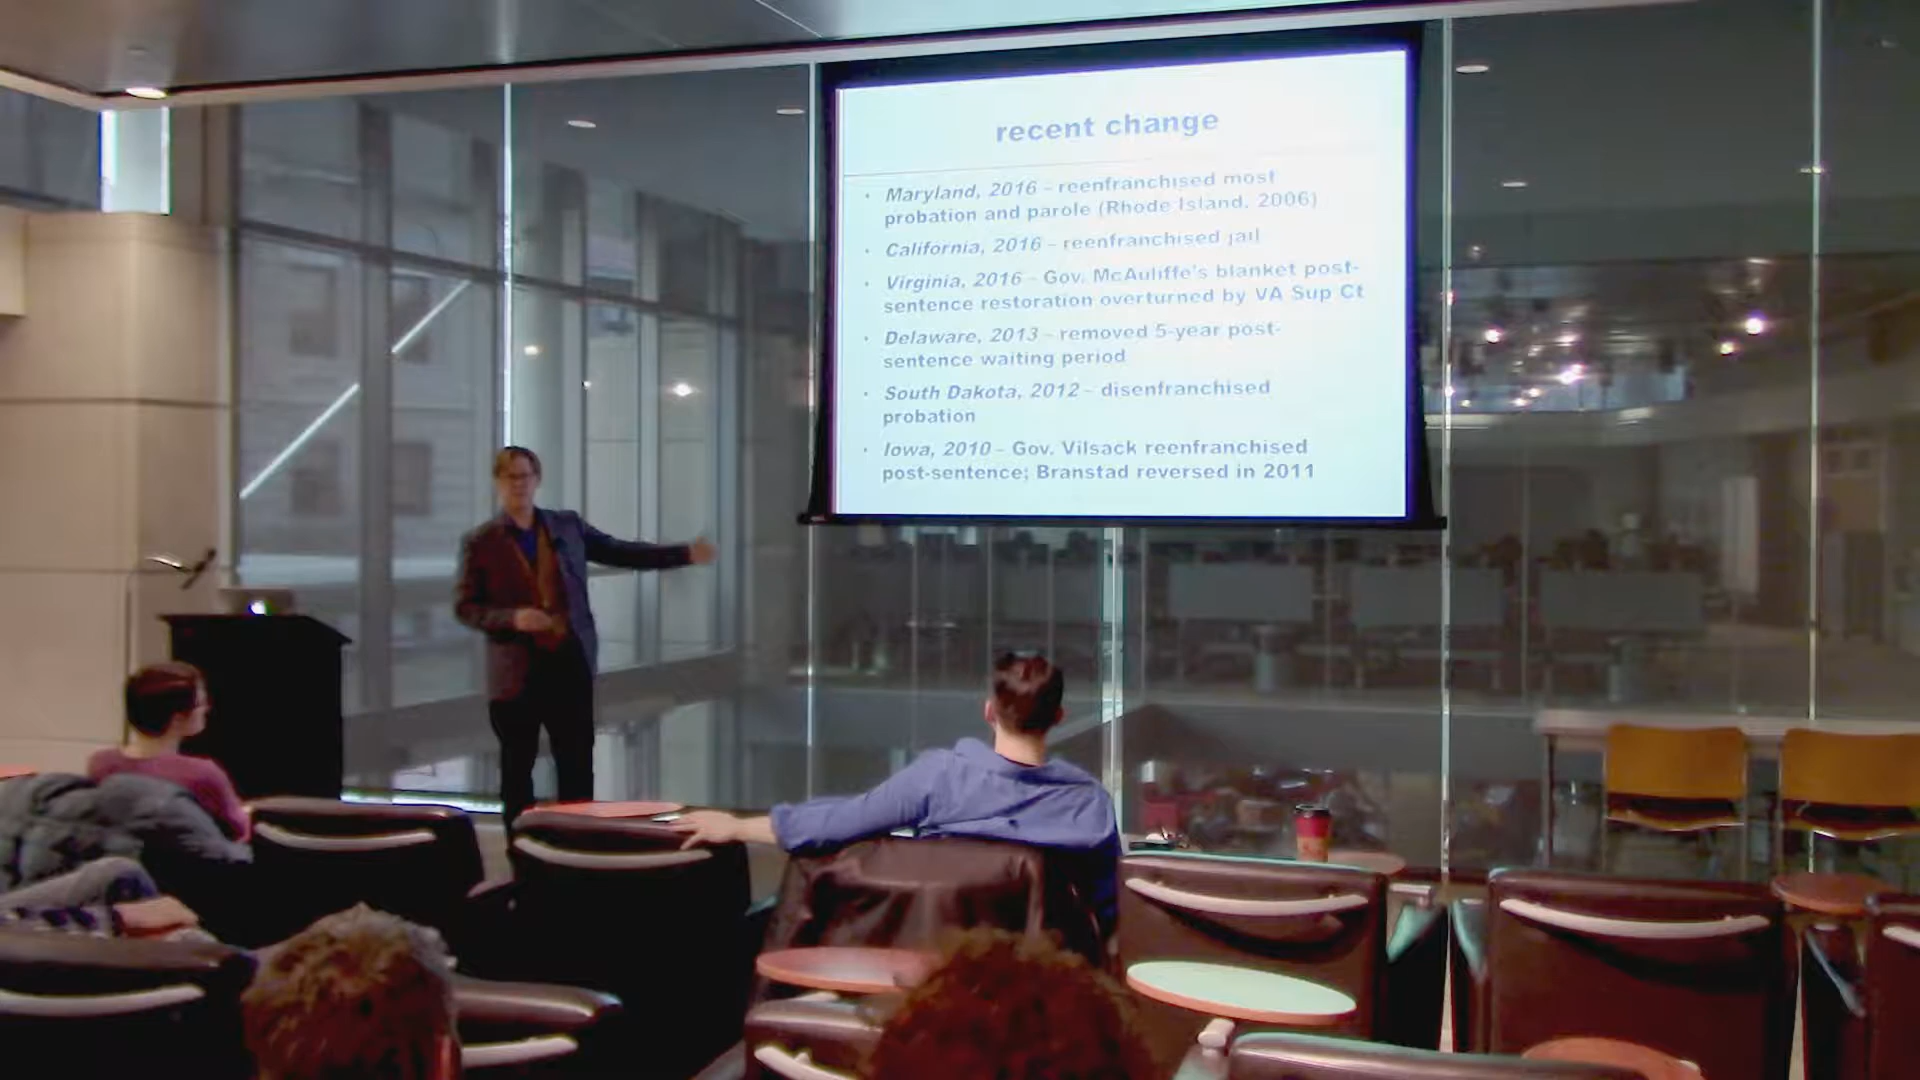 recent change
• Maryland, 2016 – reenfranchised most
probation and parole (Rhode Island, 2006)
• California, 2016 – reenfranchised jail
• Virginia, 2016 – Gov. McAuliffe's blanket post-
sentence restoration overturned by VA Sup Ct
• Delaware, 2013 – removed 5-year post-
sentence waiting period
• South Dakota, 2012 – disenfranchised
probation
• Iowa, 2010 – Gov. Vilsack reenfranchised
post-sentence; Branstad reversed in 2011